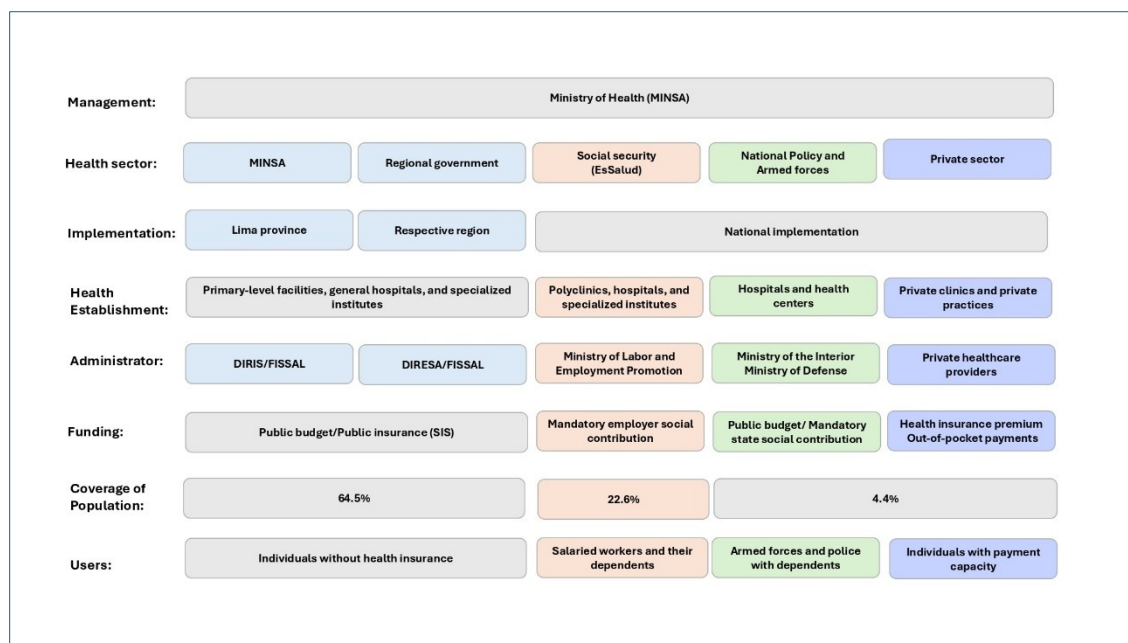 Management:
Ministry of Health (MINSA)
Health sector:
MINSA
Regional government
Social security
(EsSalud)
National Policy and
Armed forces
Private sector
Implementation:
Lima province
Respective region
National implementation
Health
Establishment:
Primary-level facilities, general hospitals, and specialized
institutes
Polyclinics, hospitals, and
specialized institutes
Hospitals and health
centers
Private clinics and private
practices
Administrator:
DIRIS/FISSAL
DIRESA/FISSAL
Ministry of Labor and
Employment Promotion
Ministry of the Interior
Ministry of Defense
Private healthcare
providers
Funding:
Public budget/Public insurance (SIS)
Mandatory employer social
contribution
Public budget/ Mandatory
state social contribution
Health insurance premium
Out-of-pocket payments
Coverage of
Population:
64.5%
22.6%
4.4%
Users:
Individuals without health insurance
Salaried workers and their
dependents
Armed forces and police
with dependents
Individuals with payment
capacity